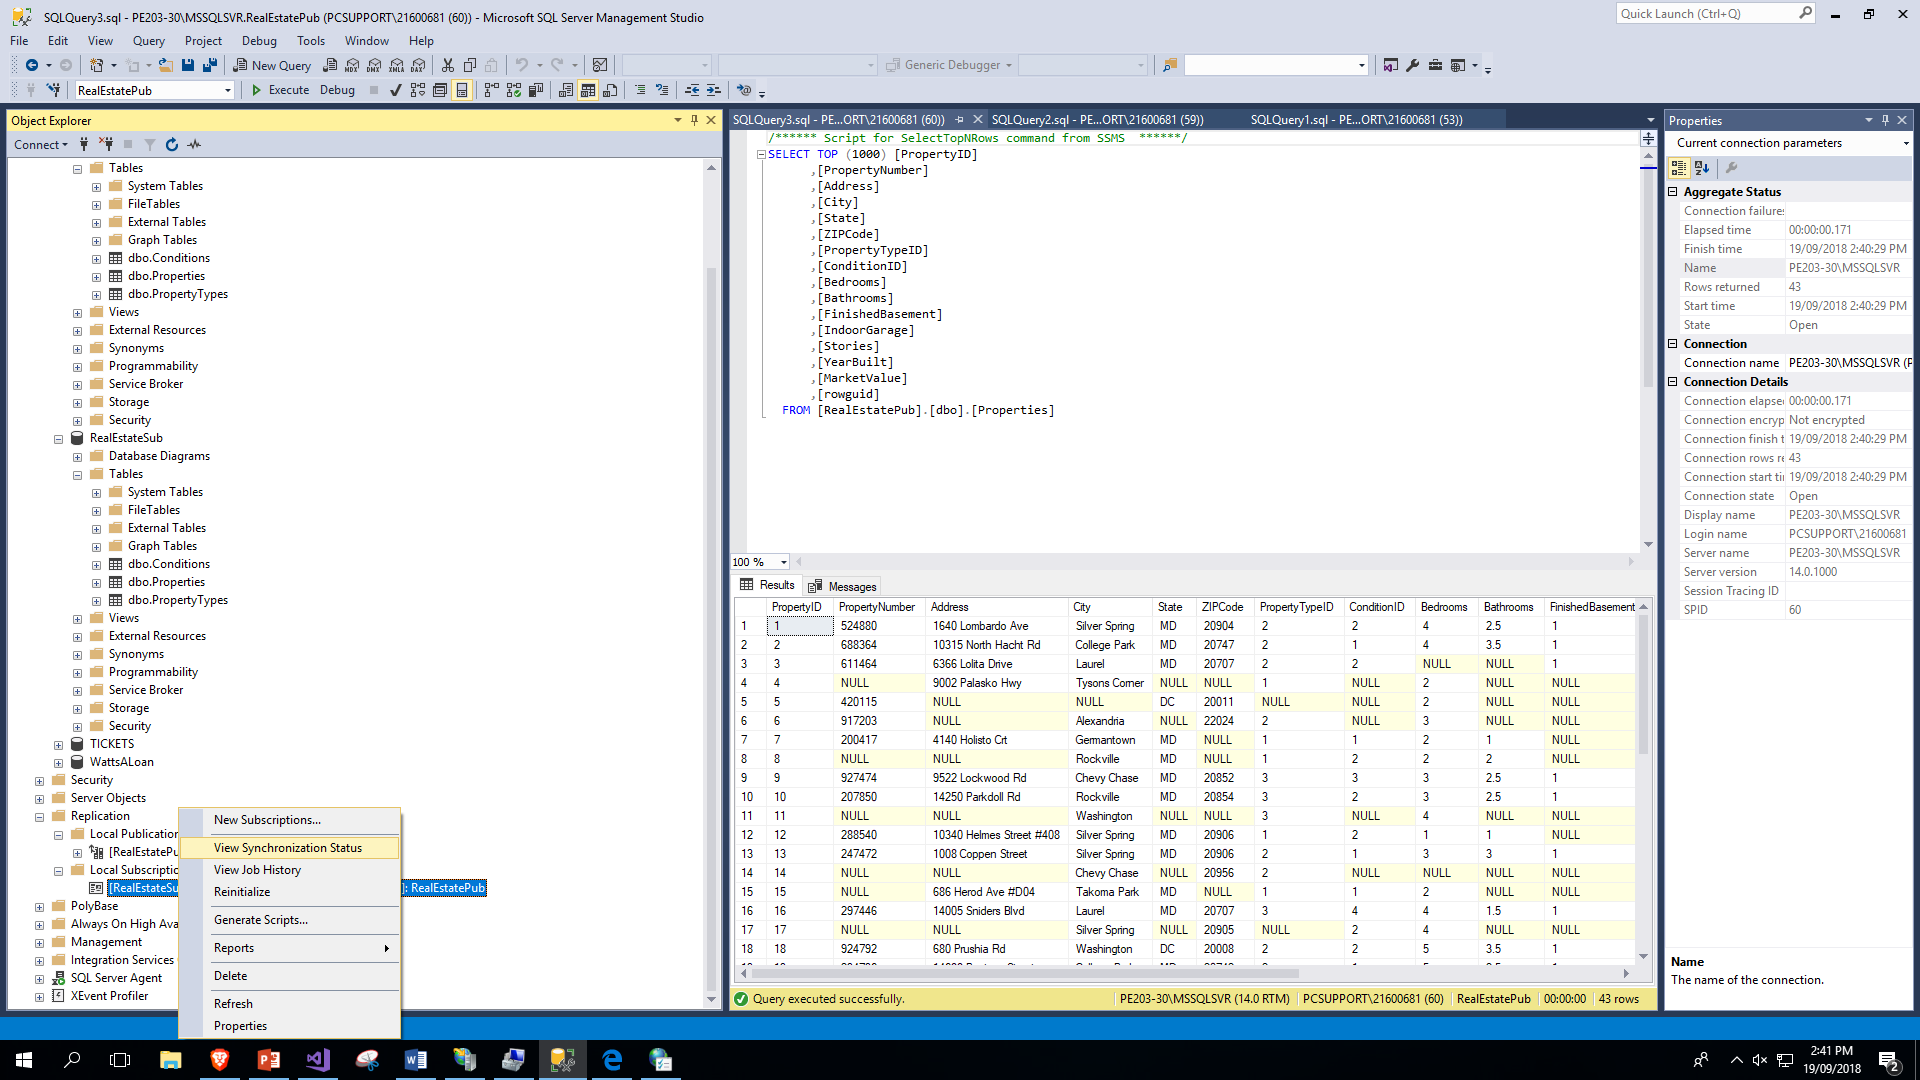 SQLQuery3.sql - PE203-30\MSSQLSVR.RealEstatePub (PCSUPPORT\21600681 (60)) - Microsoft SQL Server Management Studio
Quick Launch (Ctrl+Q)
File Edit View Query Project Debug Tools Window Help
New Query
Generic Debugger
RealEstatePub
Execute Debug
Object Explorer
Connect
Tables
System Tables
FileTables
External Tables
Graph Tables
dbo.Conditions
dbo.Properties
dbo.PropertyTypes
Views
External Resources
Synonyms
Programmability
Service Broker
Storage
Security
RealEstateSub
Database Diagrams
Tables
System Tables
FileTables
External Tables
Graph Tables
dbo.Conditions
dbo.Properties
dbo.PropertyTypes
Views
External Resources
Synonyms
Programmability
Service Broker
Storage
Security
TICKETS
WattsALoan
Security
Server Objects
Replication
Local Publication
[RealEstatePu
Local Subscriptio
[RealEstateSu ]: RealEstatePub
PolyBase
Always On High Ava
Management
Integration Services
SQL Server Agent
XEvent Profiler
New Subscriptions...
View Synchronization Status
View Job History
Reinitialize
Generate Scripts...
Reports
Delete
Refresh
Properties
SQLQuery3.sql - PE...ORT\21600681 (60)) SQLQuery2.sql - PE...ORT\21600681 (59)) SQLQuery1.sql - PE...ORT\21600681 (53))
/****** Script for SelectTopNRows command from SSMS ******/
SELECT TOP (1000) [PropertyID]
,[PropertyNumber]
,[Address]
,[City]
,[State]
,[ZIPCode]
,[PropertyTypeID]
,[ConditionID]
,[Bedrooms]
,[Bathrooms]
,[FinishedBasement]
,[IndoorGarage]
,[Stories]
,[YearBuilt]
,[MarketValue]
,[rowguid]
FROM [RealEstatePub].[dbo].[Properties]
100 %
Results Messages
PropertyID PropertyNumber Address City State ZIPCode PropertyTypeID ConditionID Bedrooms Bathrooms FinishedBasement
1 1 524880 1640 Lombardo Ave Silver Spring MD 20904 2 2 4 2.5 1
2 2 688364 10315 North Hacht Rd College Park MD 20747 2 1 4 3.5 1
3 3 611464 6366 Lolita Drive Laurel MD 20707 2 2 NULL NULL 1
4 4 NULL 9002 Palasko Hwy Tysons Corner NULL NULL 1 NULL 2 NULL NULL
5 5 420115 NULL NULL DC 20011 NULL NULL 2 NULL NULL
6 6 917203 NULL Alexandria NULL 22024 2 NULL 3 NULL NULL
7 7 200417 4140 Holisto Crt Germantown MD NULL 1 1 2 1 NULL
8 8 NULL NULL Rockville MD NULL 1 2 2 2 NULL
9 9 927474 9522 Lockwood Rd Chevy Chase MD 20852 3 3 3 2.5 1
10 10 207850 14250 Parkdoll Rd Rockville MD 20854 3 2 3 2.5 1
11 11 NULL NULL Washington NULL NULL 3 NULL 4 NULL NULL
12 12 288540 10340 Helmes Street #408 Silver Spring MD 20906 1 2 1 1 NULL
13 13 247472 1008 Coppen Street Silver Spring MD 20906 2 1 3 3 1
14 14 NULL NULL Chevy Chase MD 20956 2 NULL NULL NULL NULL
15 15 NULL 686 Herod Ave #D04 Takoma Park MD NULL 1 1 2 NULL NULL
16 16 297446 14005 Sniders Blvd Laurel MD 20707 3 4 4 1.5 1
17 17 NULL NULL Silver Spring MD 20905 NULL 2 4 NULL NULL
18 18 924792 680 Prushia Rd Washington DC 20008 2 2 5 3.5 1
Query executed successfully. PE203-30\MSSQLSVR (14.0 RTM) PCSUPPORT\21600681 (60) RealEstatePub 00:00:00 43 rows
Properties
Current connection parameters
Aggregate Status
Connection failures
Elapsed time 00:00:00.171
Finish time 19/09/2018 2:40:29 PM
Name PE203-30\MSSQLSVR
Rows returned 43
Start time 19/09/2018 2:40:29 PM
State Open
Connection
Connection name PE203-30\MSSQLSVR (P
Connection Details
Connection elapse 00:00:00.171
Connection encryp Not encrypted
Connection finish t 19/09/2018 2:40:29 PM
Connection rows re 43
Connection start ti 19/09/2018 2:40:29 PM
Connection state Open
Display name PE203-30\MSSQLSVR
Login name PCSUPPORT\21600681
Server name PE203-30\MSSQLSVR
Server version 14.0.1000
Session Tracing ID
SPID 60
Name
The name of the connection.
2:41 PM
19/09/2018
2